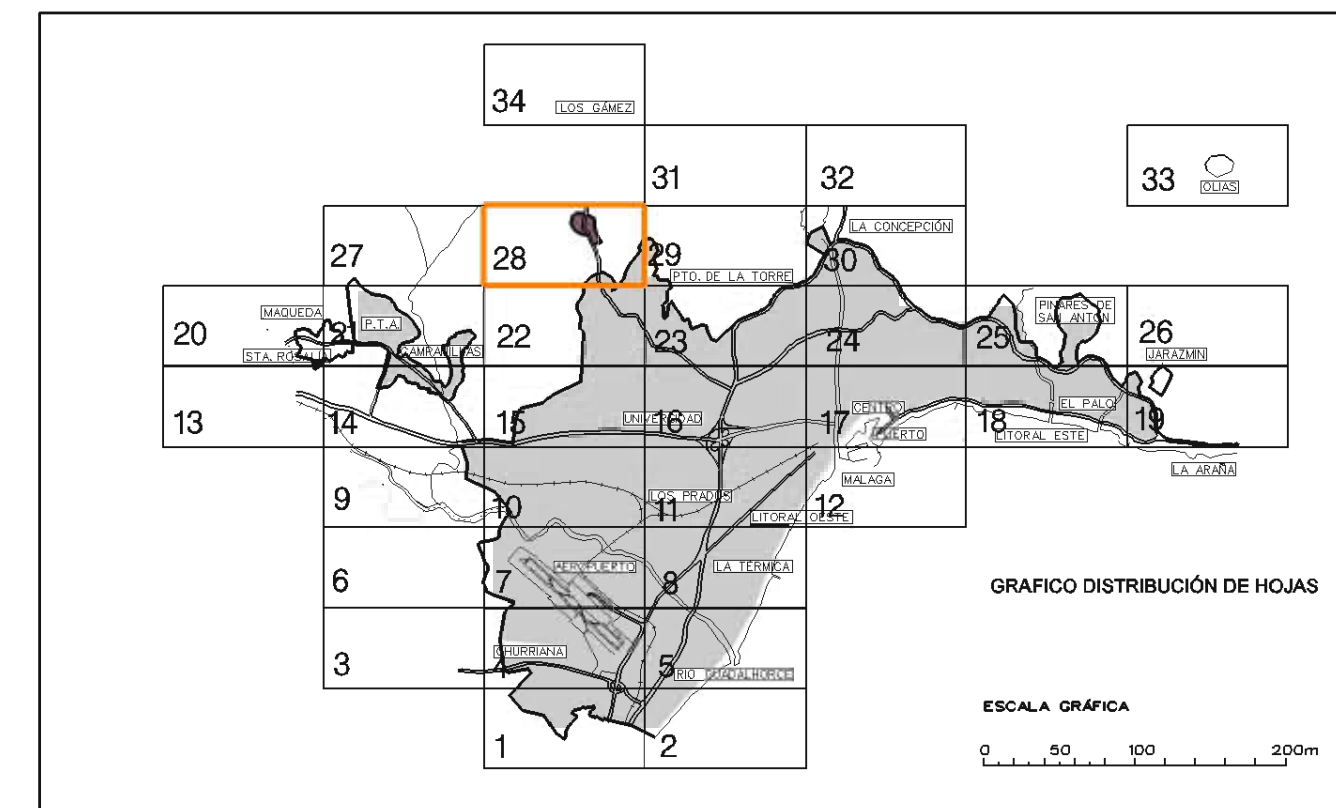 34 LOS GÁMEZ
31 32 33 OLIAS
27 28 29 PTO. DE LA TORRE 30 LA CONCEPCIÓN
20 MAQUEDA STA. ROSALIA 21 P.T.A. CAMPANILLAS 22 23 24 25 PINARES DE
SAN ANTÓN 26 JARAZMIN
13 14 15 UNIVERSIDAD 16 17 CENTRO PUERTO MALAGA 18 EL PALO LITORAL ESTE 19 LA ARAÑA
9 10 LOS PRADOS 11 LITORAL OESTE 12
6 7 AEROPUERTO 8 LA TÉRMICA
GRAFICO DISTRIBUCIÓN DE HOJAS
3 CHURRIANA 5 RIO GUADALHORCE
1 2
ESCALA GRÁFICA
0 50 100 200m